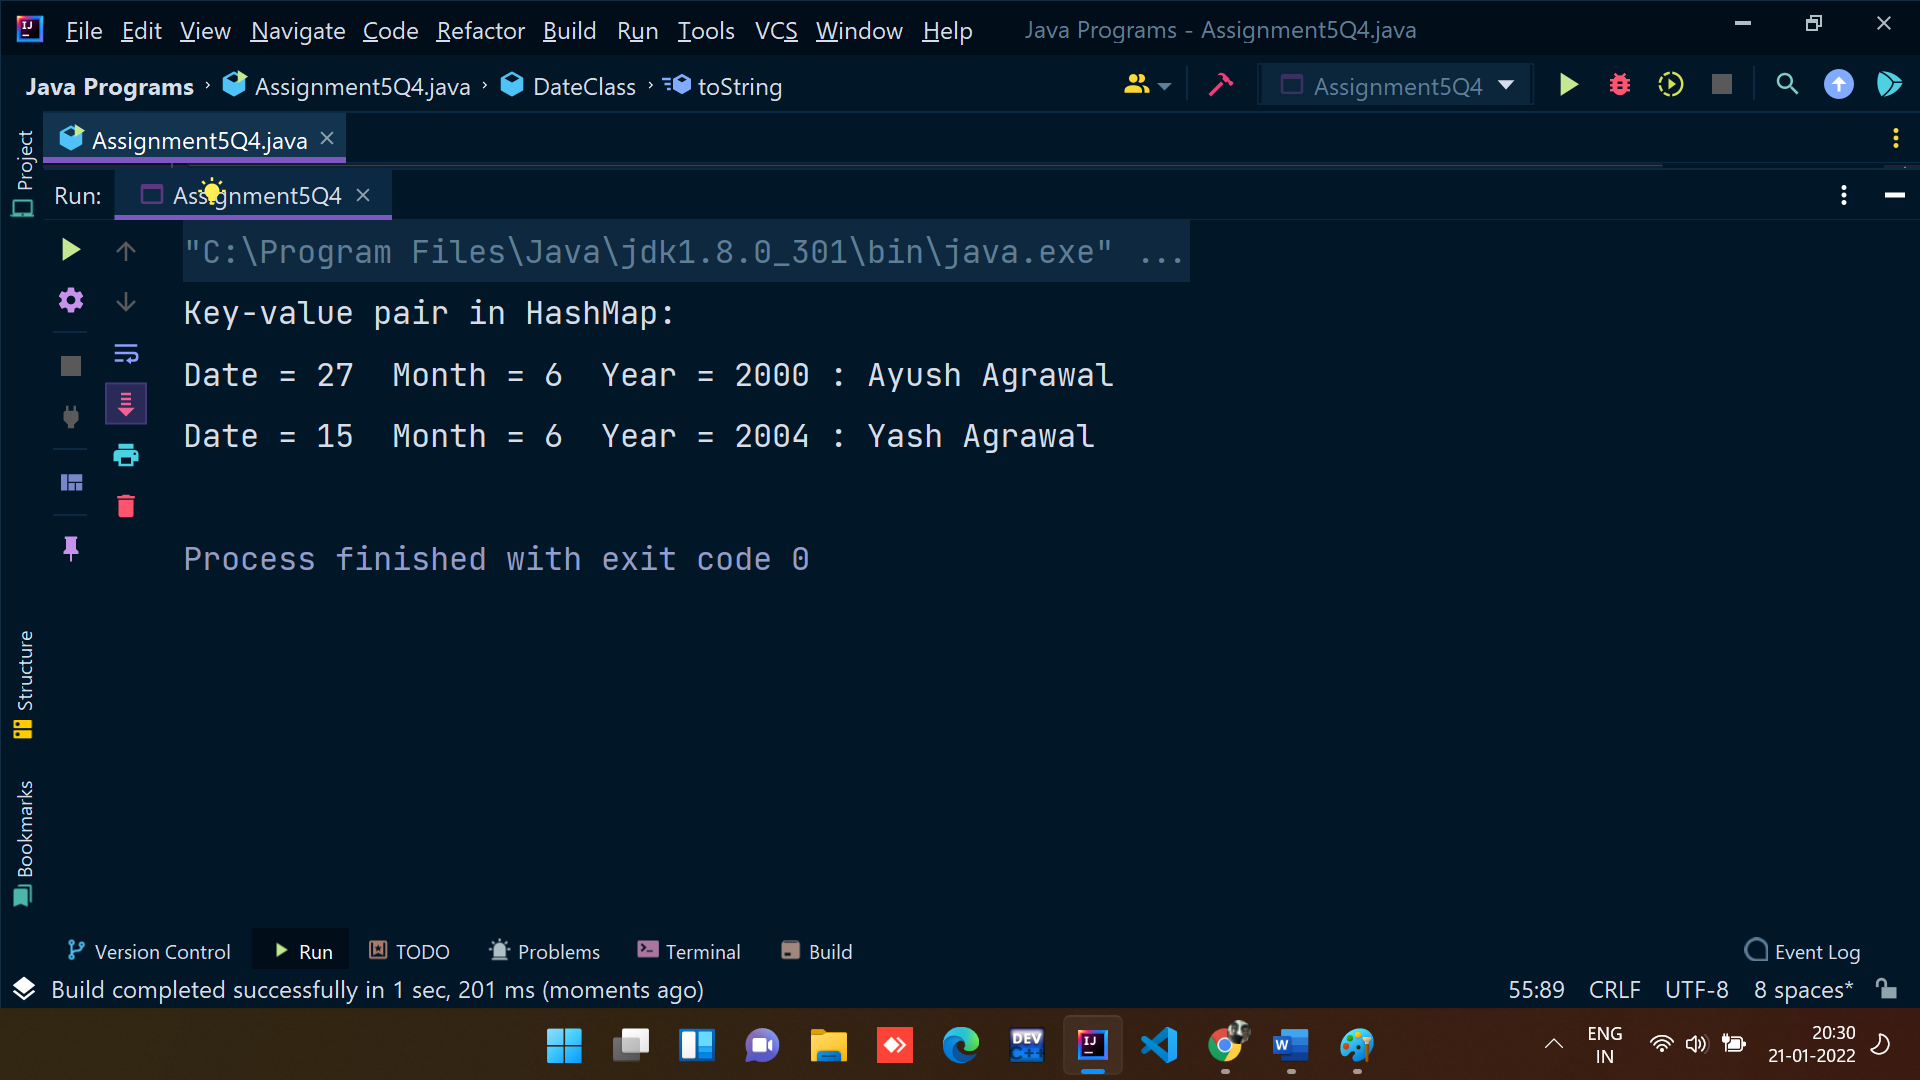 File Edit View Navigate Code Refactor Build Run Tools VCS Window Help Java Programs - Assignment5Q4.java
Java Programs › Assignment5Q4.java › DateClass › toString Assignment5Q4
Project
Assignment5Q4.java
Run: Assignment5Q4
"C:\Program Files\Java\jdk1.8.0_301\bin\java.exe" ...
Key-value pair in HashMap:
Date = 27  Month = 6  Year = 2000 : Ayush Agrawal
Date = 15  Month = 6  Year = 2004 : Yash Agrawal
Process finished with exit code 0
Structure
Bookmarks
Version Control Run TODO Problems Terminal Build Event Log
Build completed successfully in 1 sec, 201 ms (moments ago) 55:89 CRLF UTF-8 8 spaces*
DEV
C++
IJ
W
ENG
IN
20:30
21-01-2022